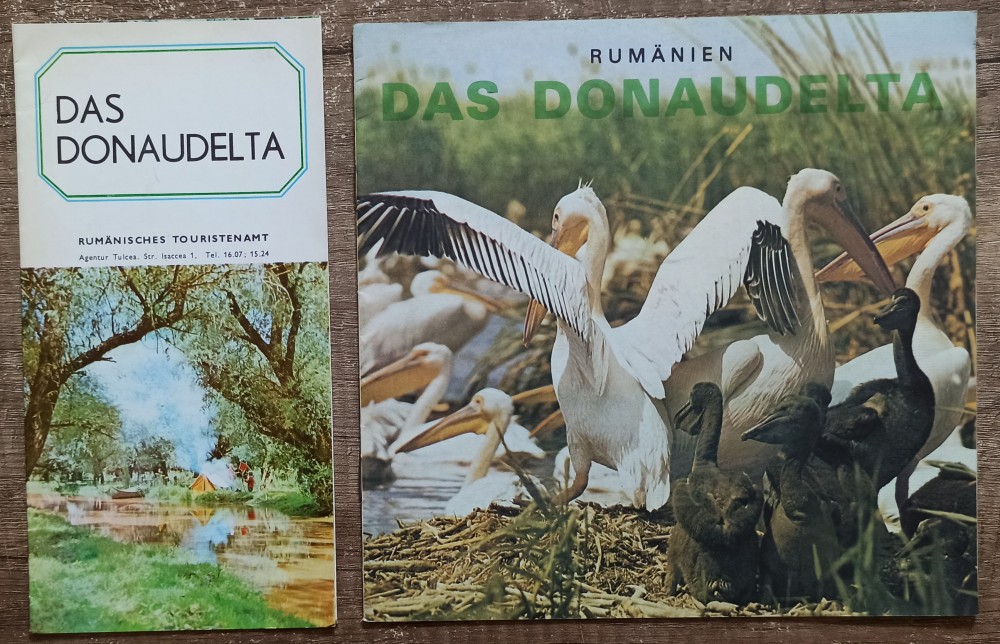 DAS
DONAUDELTA
RUMÄNISCHES TOURISTENAMT
Agentur Tulcea. Str. Isaccea 1, Tel. 16.07; 15.24
RUMÄNIEN
DAS DONAUDELTA